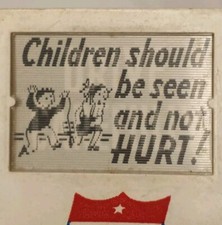 Children should
be seen
and not
HURT!